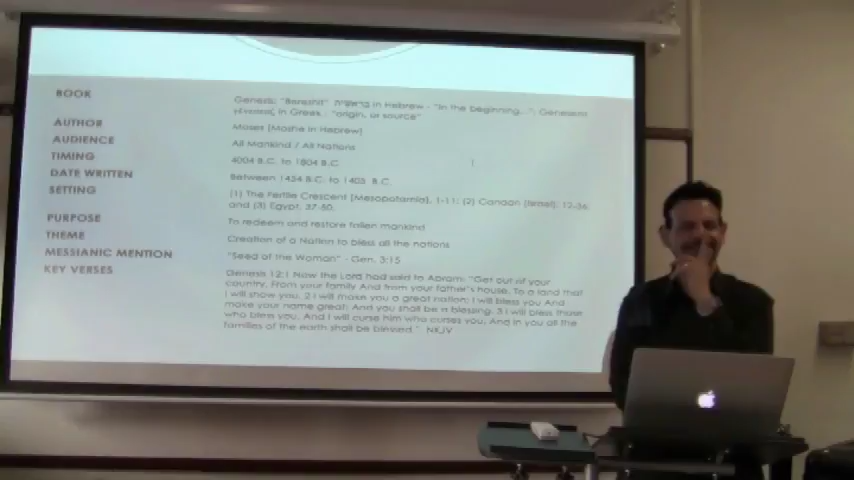 BOOK
Genesis: "Bereshit" בראשית in Hebrew - "In the beginning..."; Genesis
γένεσις in Greek - "origin, or source"
AUTHOR
Moses (Moshe in Hebrew)
AUDIENCE
All Mankind / All Nations
TIMING
4004 B.C. to 1804 B.C.
DATE WRITTEN
Between 1454 B.C. to 1405 B.C.
SETTING
(1) The Fertile Crescent (Mesopotamia), 1-11; (2) Canaan (Israel); 12-36;
and (3) Egypt, 37-50.
PURPOSE
To redeem and restore fallen mankind
THEME
Creation of a Nation to bless all the nations
MESSIANIC MENTION
"Seed of the Woman" - Gen. 3:15
KEY VERSES
Genesis 12:1 Now the Lord had said to Abram: "Get out of your
country, From your family And from your father's house, To a land that
I will show you. 2 I will make you a great nation; I will bless you And
make your name great; And you shall be a blessing. 3 I will bless those
who bless you, And I will curse him who curses you; And in you all the
families of the earth shall be blessed." NKJV